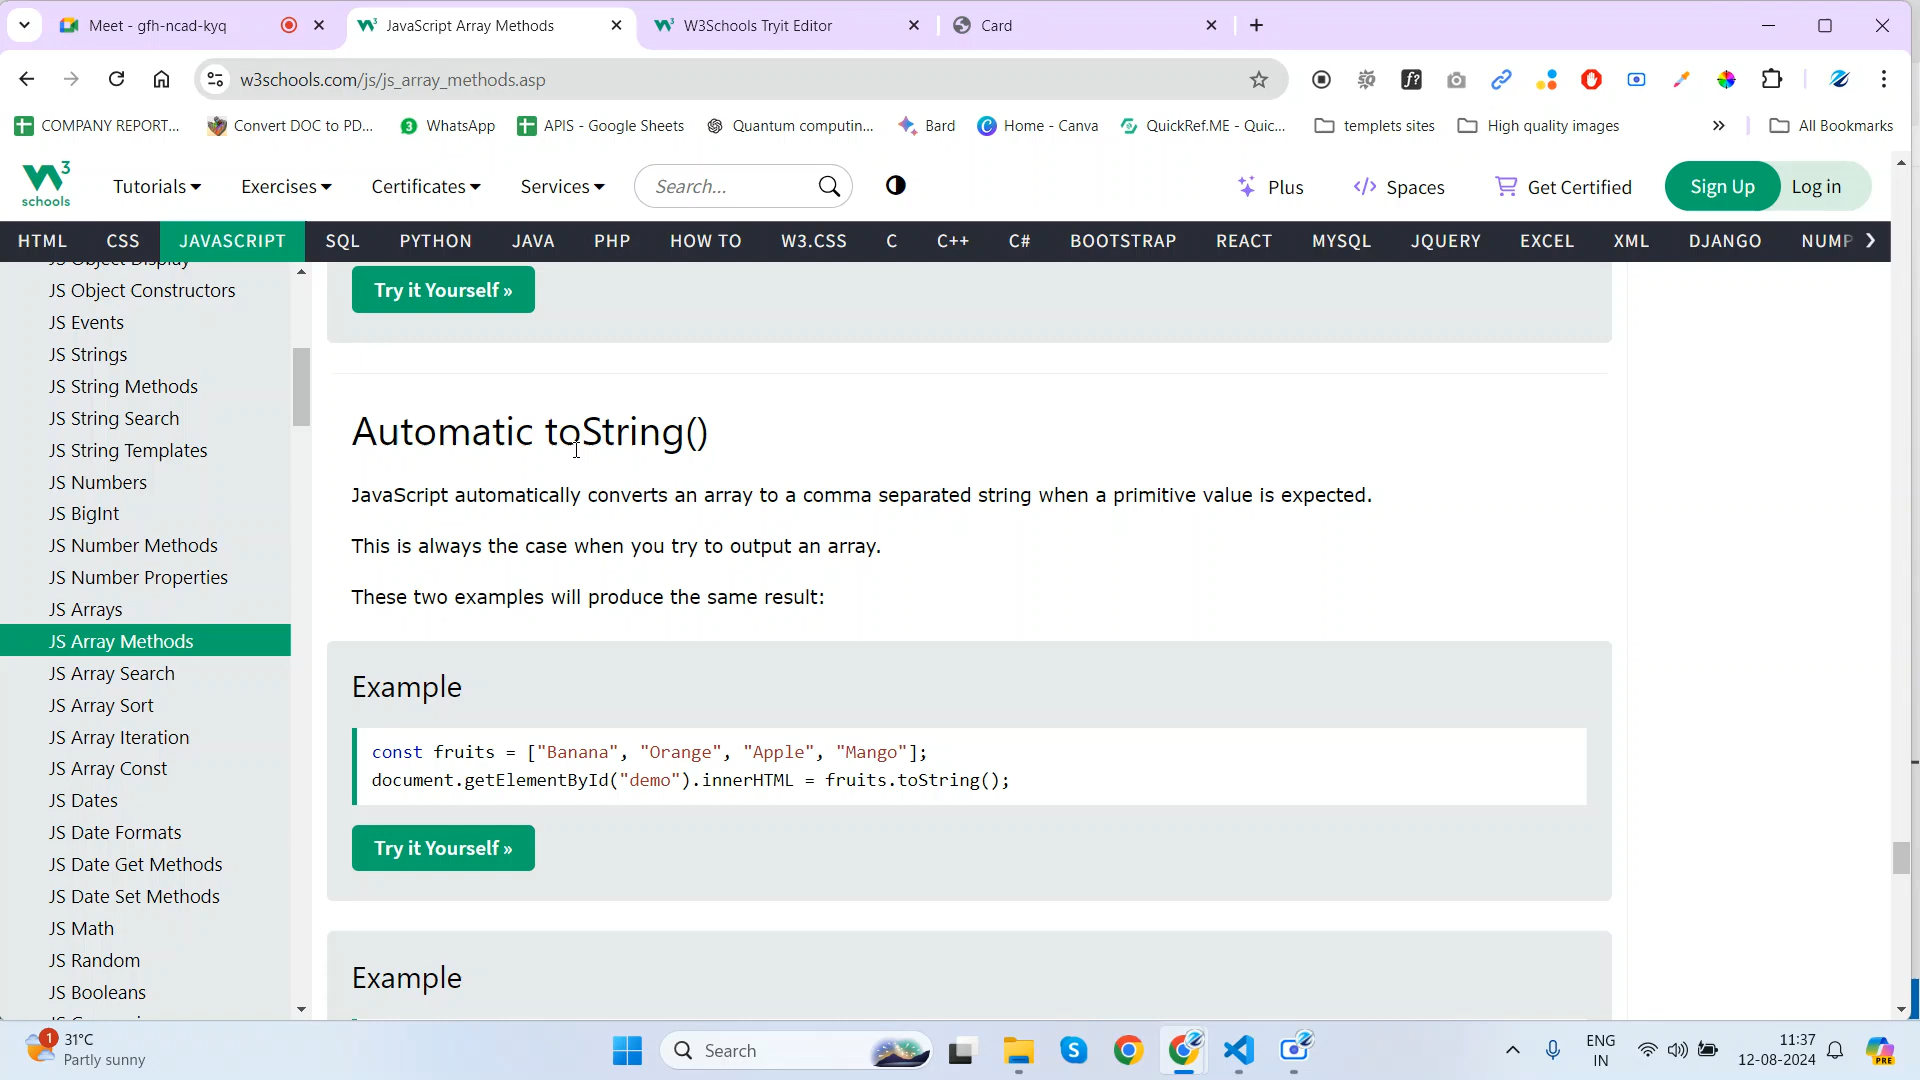 Meet - gfh-ncad-kyq
JavaScript Array Methods
W3Schools Tryit Editor
Card
w3schools.com/js/js_array_methods.asp
COMPANY REPORT...
Convert DOC to PD...
WhatsApp
APIS - Google Sheets
Quantum computin...
Bard
Home - Canva
QuickRef.ME - Quic...
templets sites
High quality images
All Bookmarks
schools
Tutorials
Exercises
Certificates
Services
Search...
Plus
Spaces
Get Certified
Sign Up
Log in
HTML CSS JAVASCRIPT SQL PYTHON JAVA PHP HOW TO W3.CSS C C++ C# BOOTSTRAP REACT MYSQL JQUERY EXCEL XML DJANGO NUMP
JS Object Display
JS Object Constructors
JS Events
JS Strings
JS String Methods
JS String Search
JS String Templates
JS Numbers
JS BigInt
JS Number Methods
JS Number Properties
JS Arrays
JS Array Methods
JS Array Search
JS Array Sort
JS Array Iteration
JS Array Const
JS Dates
JS Date Formats
JS Date Get Methods
JS Date Set Methods
JS Math
JS Random
JS Booleans
Try it Yourself »
Automatic toString()
JavaScript automatically converts an array to a comma separated string when a primitive value is expected.
This is always the case when you try to output an array.
These two examples will produce the same result:
Example
const fruits = ["Banana", "Orange", "Apple", "Mango"];
document.getElementById("demo").innerHTML = fruits.toString();
Try it Yourself »
Example
1
31°C
Partly sunny
Search
ENG
IN
11:37
12-08-2024
PRE